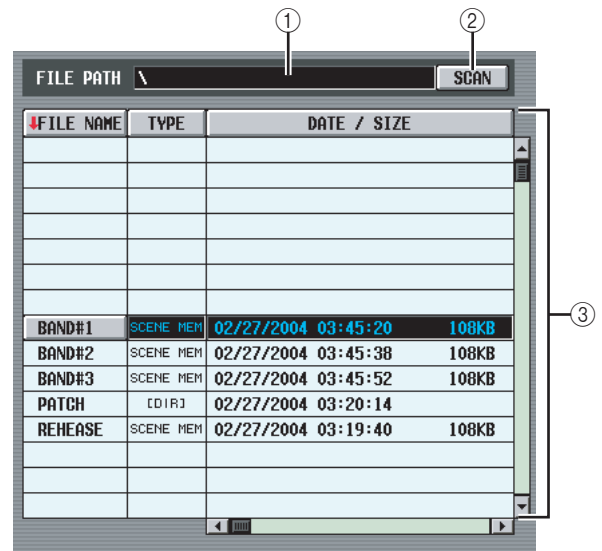 ① ②
FILE PATH \ SCAN
FILE NAME TYPE DATE / SIZE
BAND#1 SCENE MEM 02/27/2004 03:45:20 108KB
BAND#2 SCENE MEM 02/27/2004 03:45:38 108KB
BAND#3 SCENE MEM 02/27/2004 03:45:52 108KB
PATCH [DIR] 02/27/2004 03:20:14
REHEASE SCENE MEM 02/27/2004 03:19:40 108KB
③